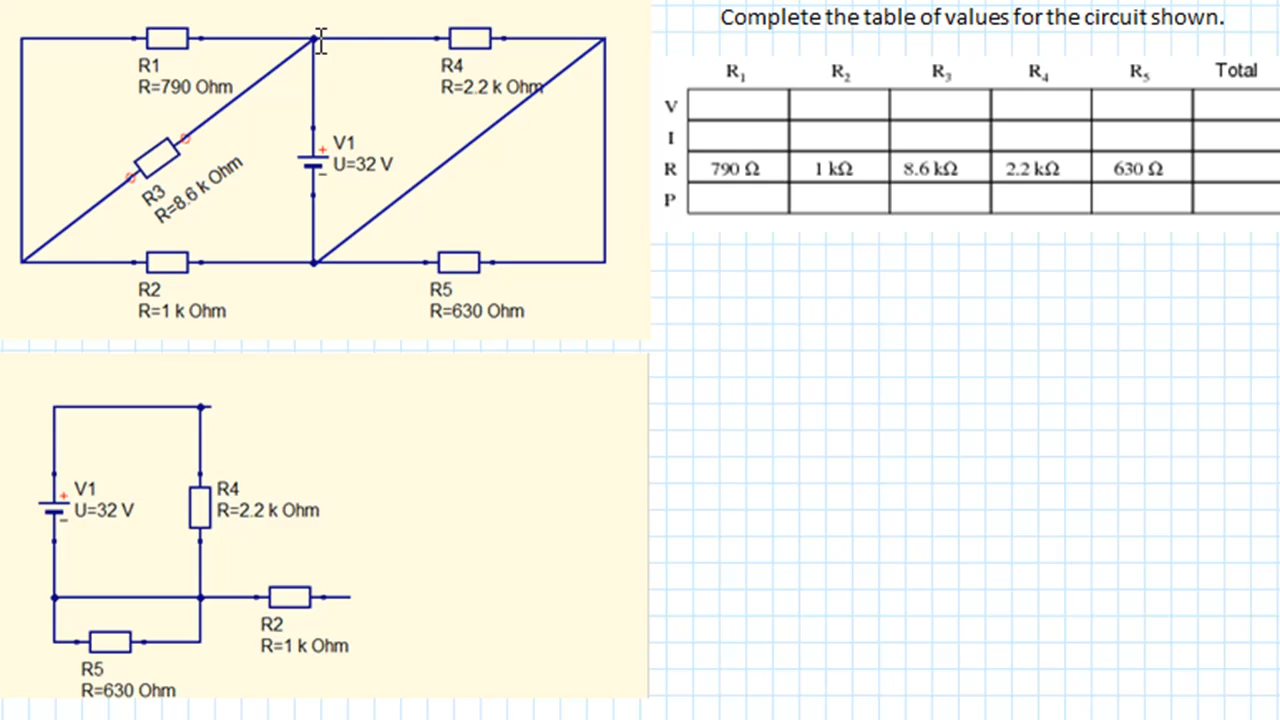 Complete the table of values for the circuit shown.
R1
R=790 Ohm
R4
R=2.2 k Ohm
V1
U=32 V
+
−
R3
R=8.6 k Ohm
R2
R=1 k Ohm
R5
R=630 Ohm
R₁ R₂ R₃ R₄ R₅ Total
V
I
R 790 Ω 1 kΩ 8.6 kΩ 2.2 kΩ 630 Ω
P
V1
U=32 V
+
−
R4
R=2.2 k Ohm
R2
R=1 k Ohm
R5
R=630 Ohm